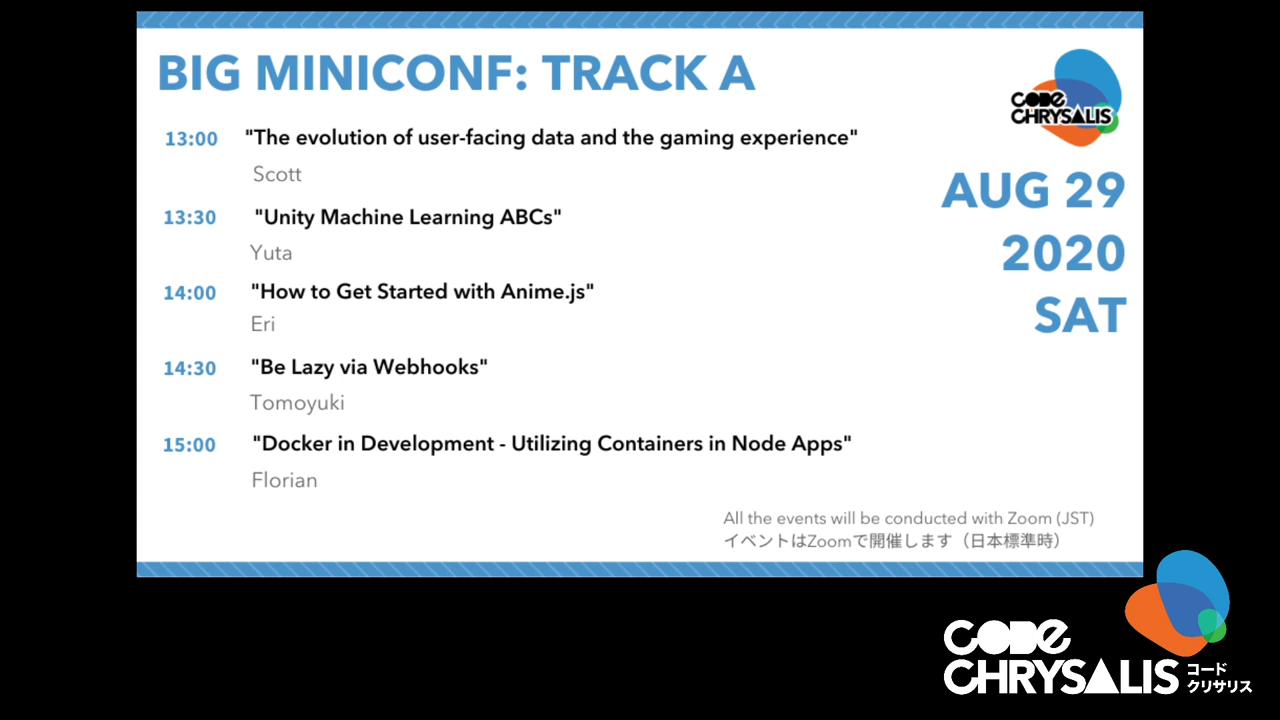 BIG MINICONF: TRACK A
CODE
CHRYSALIS
AUG 29
2020
SAT
13:00 "The evolution of user-facing data and the gaming experience"
Scott
13:30 "Unity Machine Learning ABCs"
Yuta
14:00 "How to Get Started with Anime.js"
Eri
14:30 "Be Lazy via Webhooks"
Tomoyuki
15:00 "Docker in Development - Utilizing Containers in Node Apps"
Florian
All the events will be conducted with Zoom (JST)
イベントはZoomで開催します（日本標準時）
CODE
CHRYSALIS
コード
クリサリス